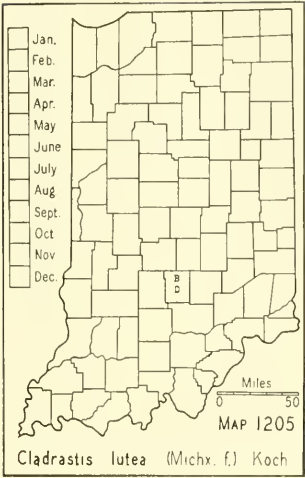 Jan.
Feb.
Mar.
Apr.
May
June
July
Aug
Sept.
Oct
Nov
Dec.
B
D
Miles
0 50
MAP 1205
Cladrastis lutea (Michx. f.) Koch